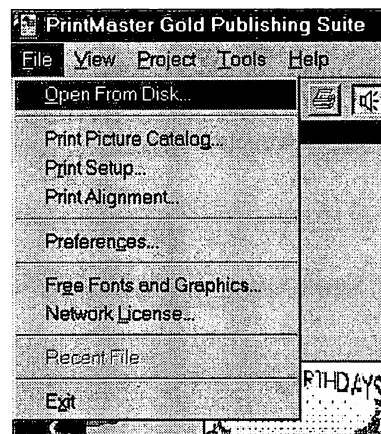 PrintMaster Gold Publishing Suite
File View Project Tools Help
Open From Disk...
Print Picture Catalog...
Print Setup...
Print Alignment...
Preferences...
Free Fonts and Graphics...
Network License...
Recent File
Exit
RTHDAYS